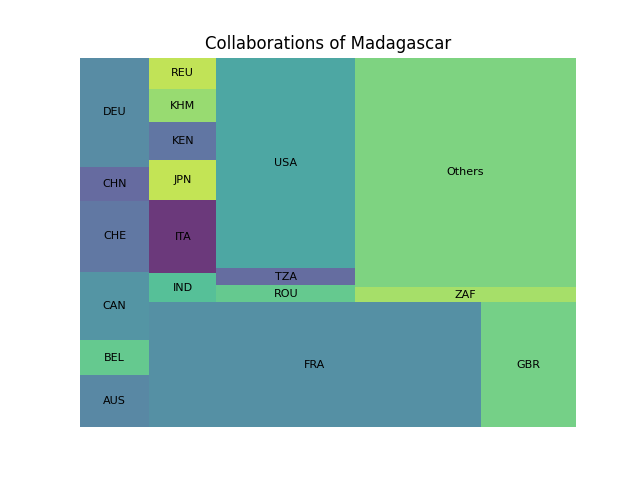 Collaborations of Madagascar
DEU
CHN
CHE
CAN
BEL
AUS
REU
KHM
KEN
JPN
ITA
IND
USA
TZA
ROU
Others
ZAF
FRA
GBR